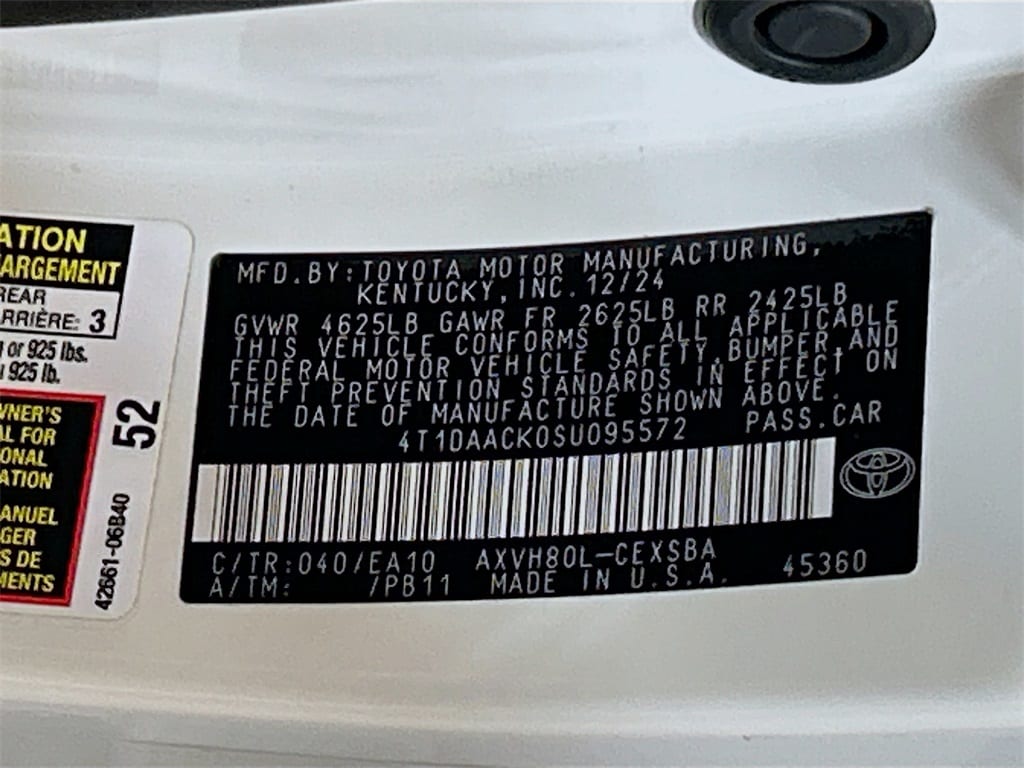 ATION
ARGEMENT
REAR
ARRIÈRE: 3
or 925 lbs.
925 lb.
WNER'S
AL FOR
ONAL
ATION
ANUEL
GER
S DE
MENTS
52
42661-06B40
MFD.BY:TOYOTA MOTOR MANUFACTURING,
KENTUCKY,INC.12/24
GVWR 4625LB GAWR FR 2625LB RR 2425LB
THIS VEHICLE CONFORMS TO ALL APPLICABLE
FEDERAL MOTOR VEHICLE SAFETY,BUMPER,AND
THEFT PREVENTION STANDARDS IN EFFECT ON
THE DATE OF MANUFACTURE SHOWN ABOVE.
4T1DAACK0SU095572 PASS.CAR
C/TR:040/EA10 AXVH80L-CEXSBA
A/TM: /PB11 MADE IN U.S.A. 45360